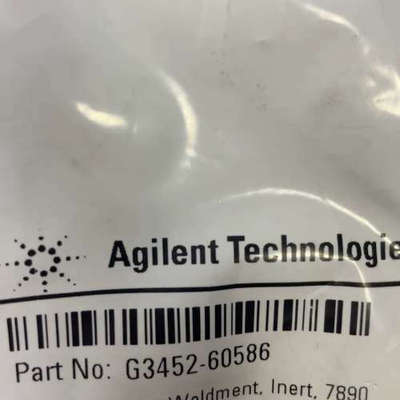 Agilent Technologie
Part No: G3452-60586
Weldment, Inert, 7890